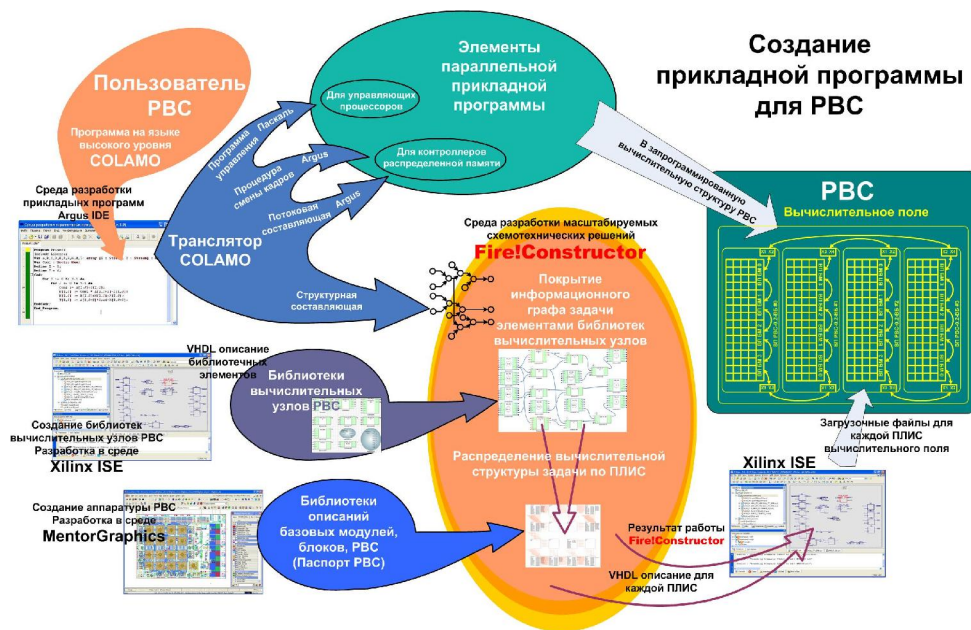 Создание
прикладной программы
для РВС
Пользователь
РВС
Программа на языке
высокого уровня
COLAMO
Среда разработки
прикладных программ
Argus IDE
Элементы
параллельной
прикладной
программы
Для управляющих
процессоров
Для контроллеров
распределенной памяти
Программа Паскаль
управления
Процедура Argus
смены кадров
Потоковая Argus
составляющая
Транслятор
COLAMO
Структурная
составляющая
В запрограммированную
вычислительную структуру РВС
РВС
Вычислительное поле
Среда разработки масштабируемых
схемотехнических решений
Fire!Constructor
Покрытие
информационного
графа задачи
элементами библиотек
вычислительных узлов
Распределение вычислительной
структуры задачи по ПЛИС
VHDL описание
библиотечных
элементов
Создание библиотек
вычислительных узлов РВС
Разработка в среде
Xilinx ISE
Библиотеки
вычислительных
узлов РВС
Создание аппаратуры РВС
Разработка в среде
MentorGraphics
Библиотеки
описаний
базовых модулей,
блоков, РВС
(Паспорт РВС)
Загрузочные файлы для
каждой ПЛИС
вычислительного поля
Xilinx ISE
Результат работы
Fire!Constructor
VHDL описание для
каждой ПЛИС